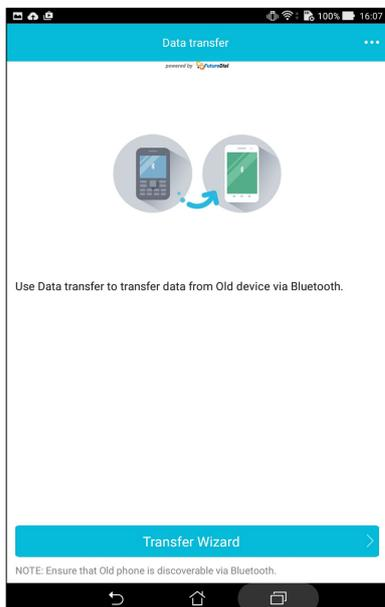 100% 16:07
Data transfer
powered by FutureDial
Use Data transfer to transfer data from Old device via Bluetooth.
Transfer Wizard
NOTE: Ensure that Old phone is discoverable via Bluetooth.